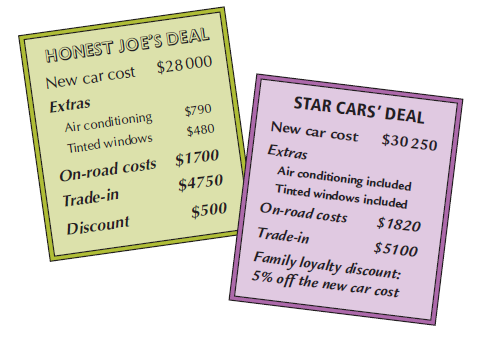 HONEST JOE'S DEAL
New car cost $28 000
Extras
Air conditioning $790
Tinted windows $480
On-road costs $1700
Trade-in $4750
Discount $500
STAR CARS' DEAL
New car cost $30 250
Extras
Air conditioning included
Tinted windows included
On-road costs $1820
Trade-in $5100
Family loyalty discount:
5% off the new car cost